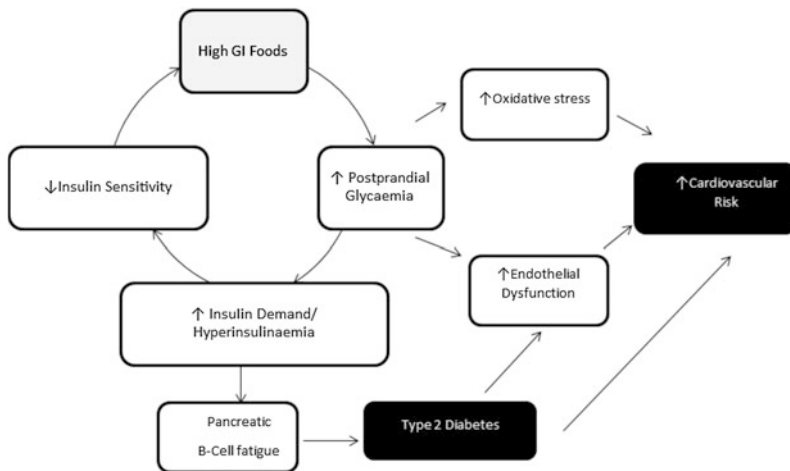 High GI Foods
↑Oxidative stress
↓Insulin Sensitivity
↑ Postprandial
Glycaemia
↑Cardiovascular
Risk
↑Endothelial
Dysfunction
↑ Insulin Demand/
Hyperinsulinaemia
Pancreatic
B-Cell fatigue
Type 2 Diabetes